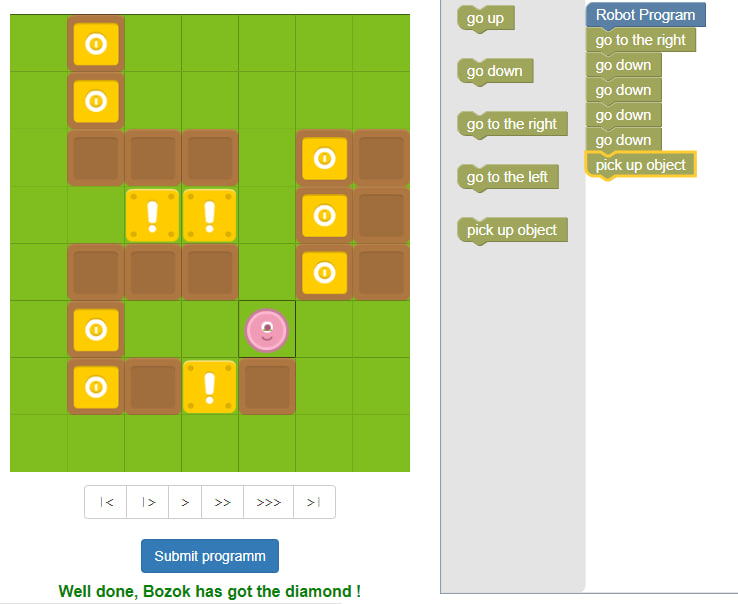 go up
go down
go to the right
go to the left
pick up object
Robot Program
go to the right
go down
go down
go down
go down
pick up object
! !
!
|< |> > >> >>> >|
Submit programm
Well done, Bozok has got the diamond !